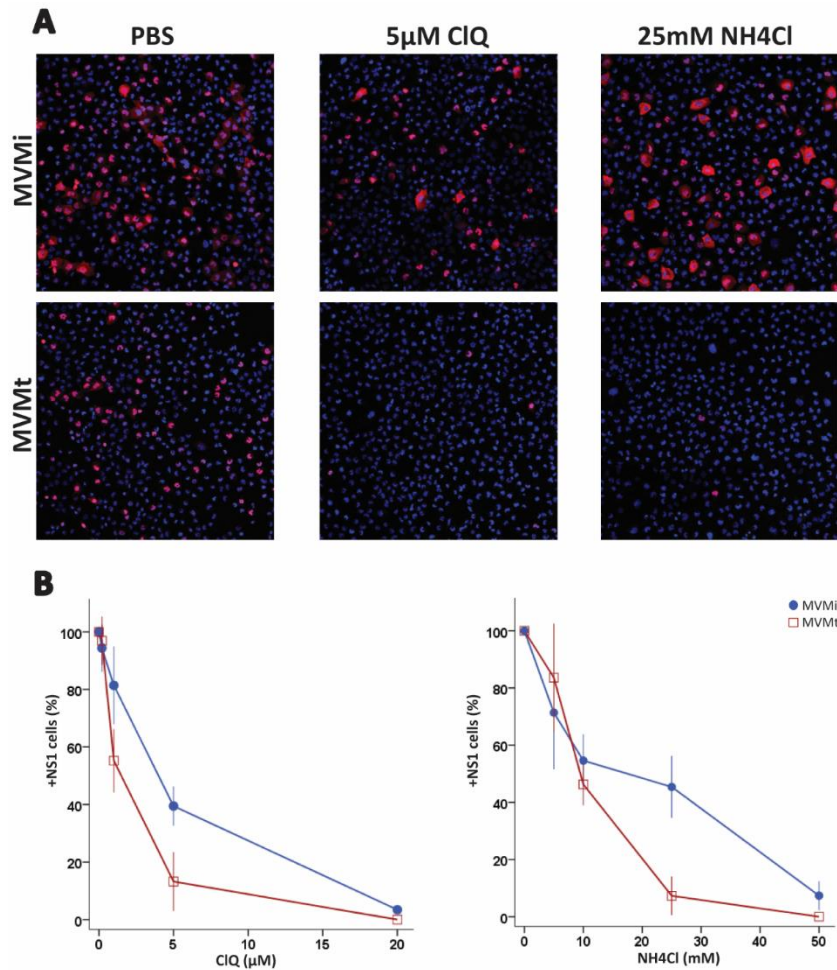 A
PBS
5µM ClQ
25mM NH4Cl
MVMi
MVMt
B
100
80
60
40
20
0
+NS1 cells (%)
0
5
10
15
20
ClQ (µM)
100
80
60
40
20
0
+NS1 cells (%)
0
10
20
30
40
50
NH4Cl (mM)
MVMi
MVMt